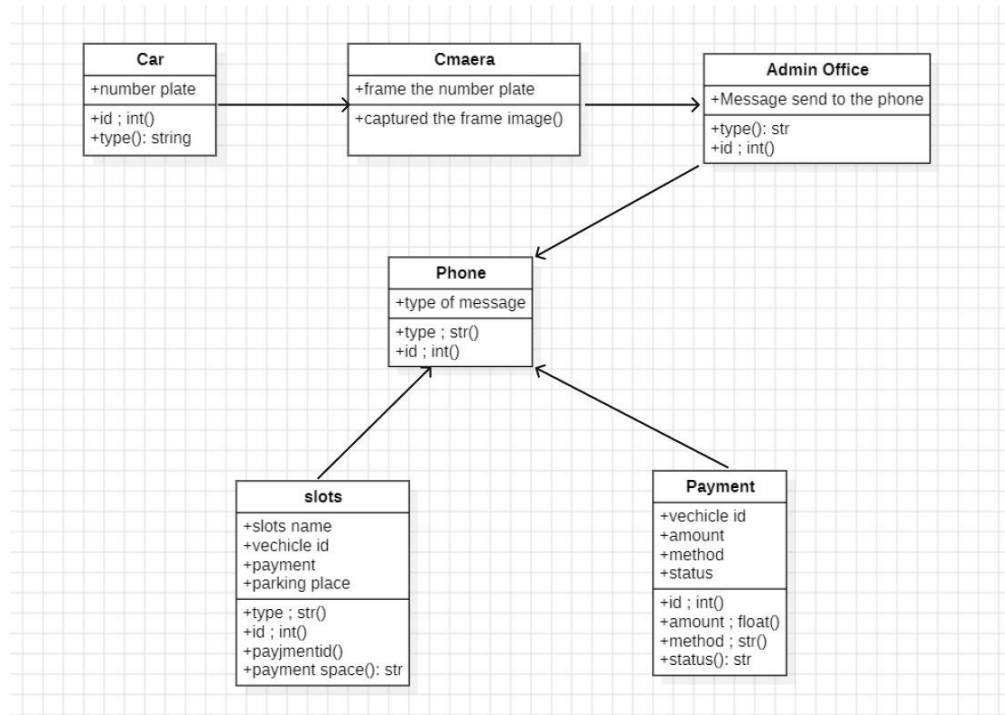 Car
+number plate
+id ; int()
+type(): string
Cmaera
+frame the number plate
+captured the frame image()
Admin Office
+Message send to the phone
+type(): str
+id ; int()
Phone
+type of message
+type ; str()
+id ; int()
slots
+slots name
+vechicle id
+payment
+parking place
+type ; str()
+id ; int()
+payjmentid()
+payment space(): str
Payment
+vechicle id
+amount
+method
+status
+id ; int()
+amount ; float()
+method ; str()
+status(): str